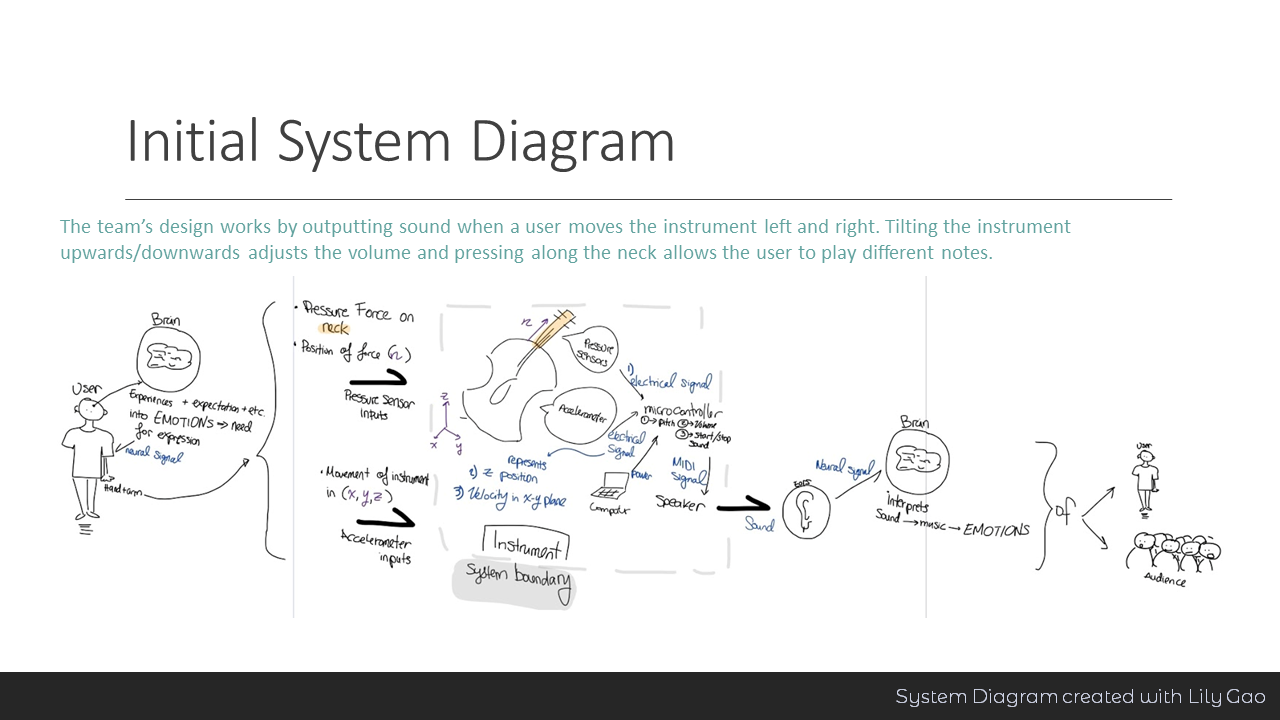 Initial System Diagram
The team's design works by outputting sound when a user moves the instrument left and right. Tilting the instrument
upwards/downwards adjusts the volume and pressing along the neck allows the user to play different notes.
Brain
User
Experiences + expectation + etc.
into EMOTIONS ⇒ need
for expression
neural signal
Hand + arm
• Pressure Force on
neck
• Position of force (r)
Pressure sensor
inputs
• Movement of instrument
in (x, y, z)
Accelerometer
inputs
r
Pressure
sensors
z
x
y
Accelerometer
1)
electrical signal
microcontroller
① → pitch ② → Volume
③ → Start/Stop
Sound
electrical
signal
represents
2) Z position
3) Velocity in x-y plane
power
Computer
MIDI
Signal
Speaker
Instrument
System boundary
Sound
Ears
Neural signal
Brain
interprets
Sound → music → EMOTIONS
of
User
Audience
System Diagram created with Lily Gao